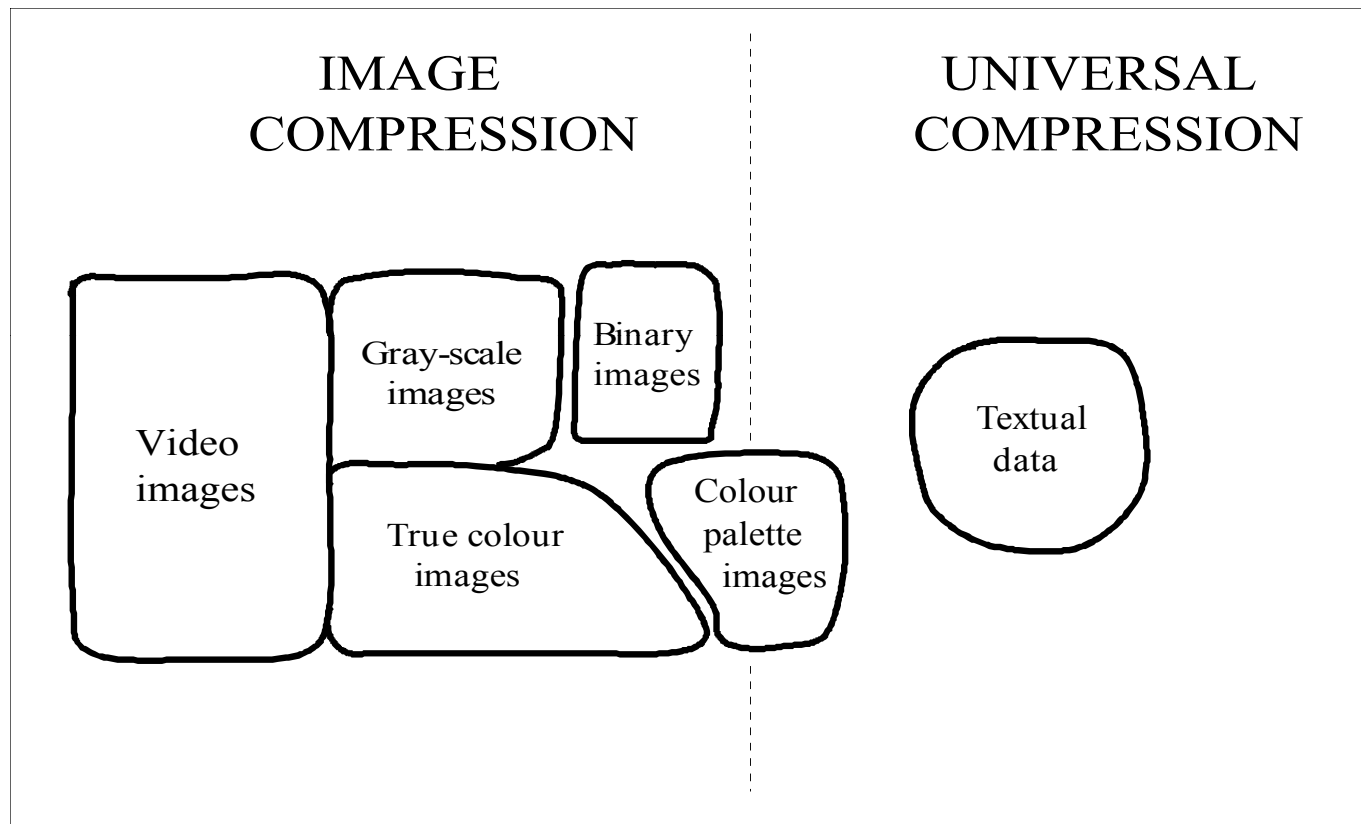 IMAGE
COMPRESSION
UNIVERSAL
COMPRESSION
Video
images
Gray-scale
images
Binary
images
True colour
images
Colour
palette
images
Textual
data